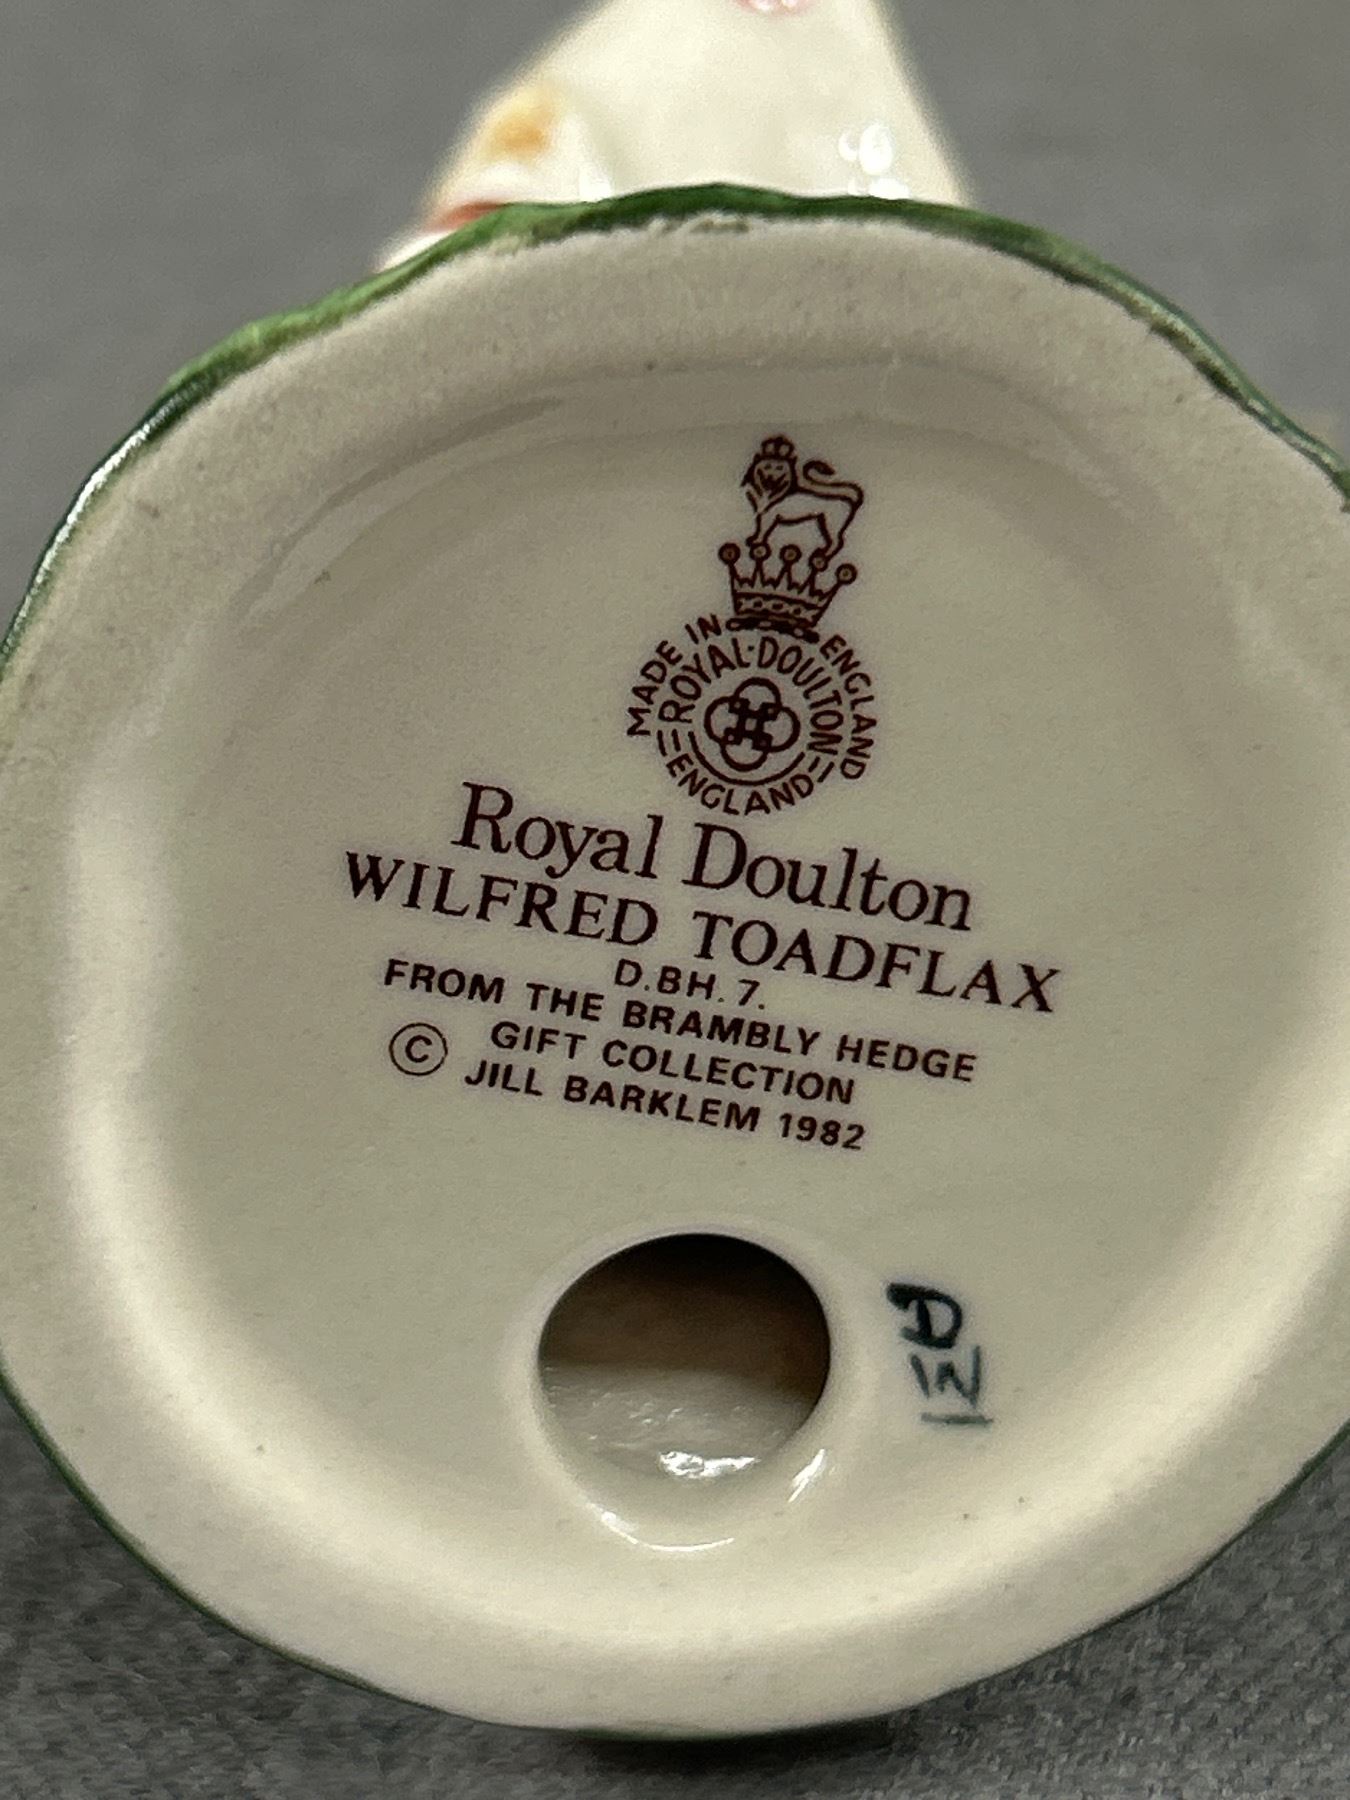 MADE IN ENGLAND
ROYAL·DOULTON
ENGLAND
Royal Doulton
WILFRED TOADFLAX
D.BH. 7.
FROM THE BRAMBLY HEDGE
GIFT COLLECTION
© JILL BARKLEM 1982